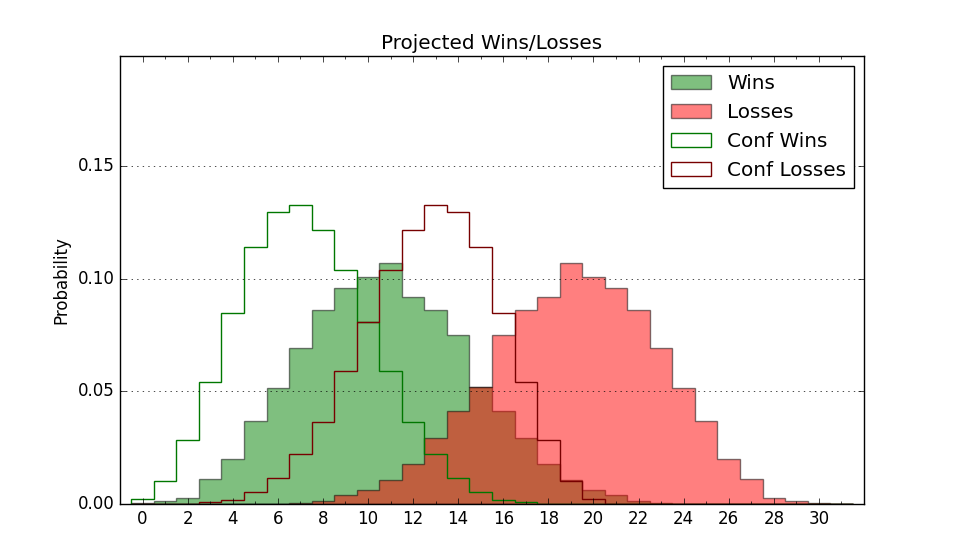 Projected Wins/Losses
Wins
Losses
Conf Wins
Conf Losses
Probability
0.15
0.10
0.05
0.00
0 2 4 6 8 10 12 14 16 18 20 22 24 26 28 30